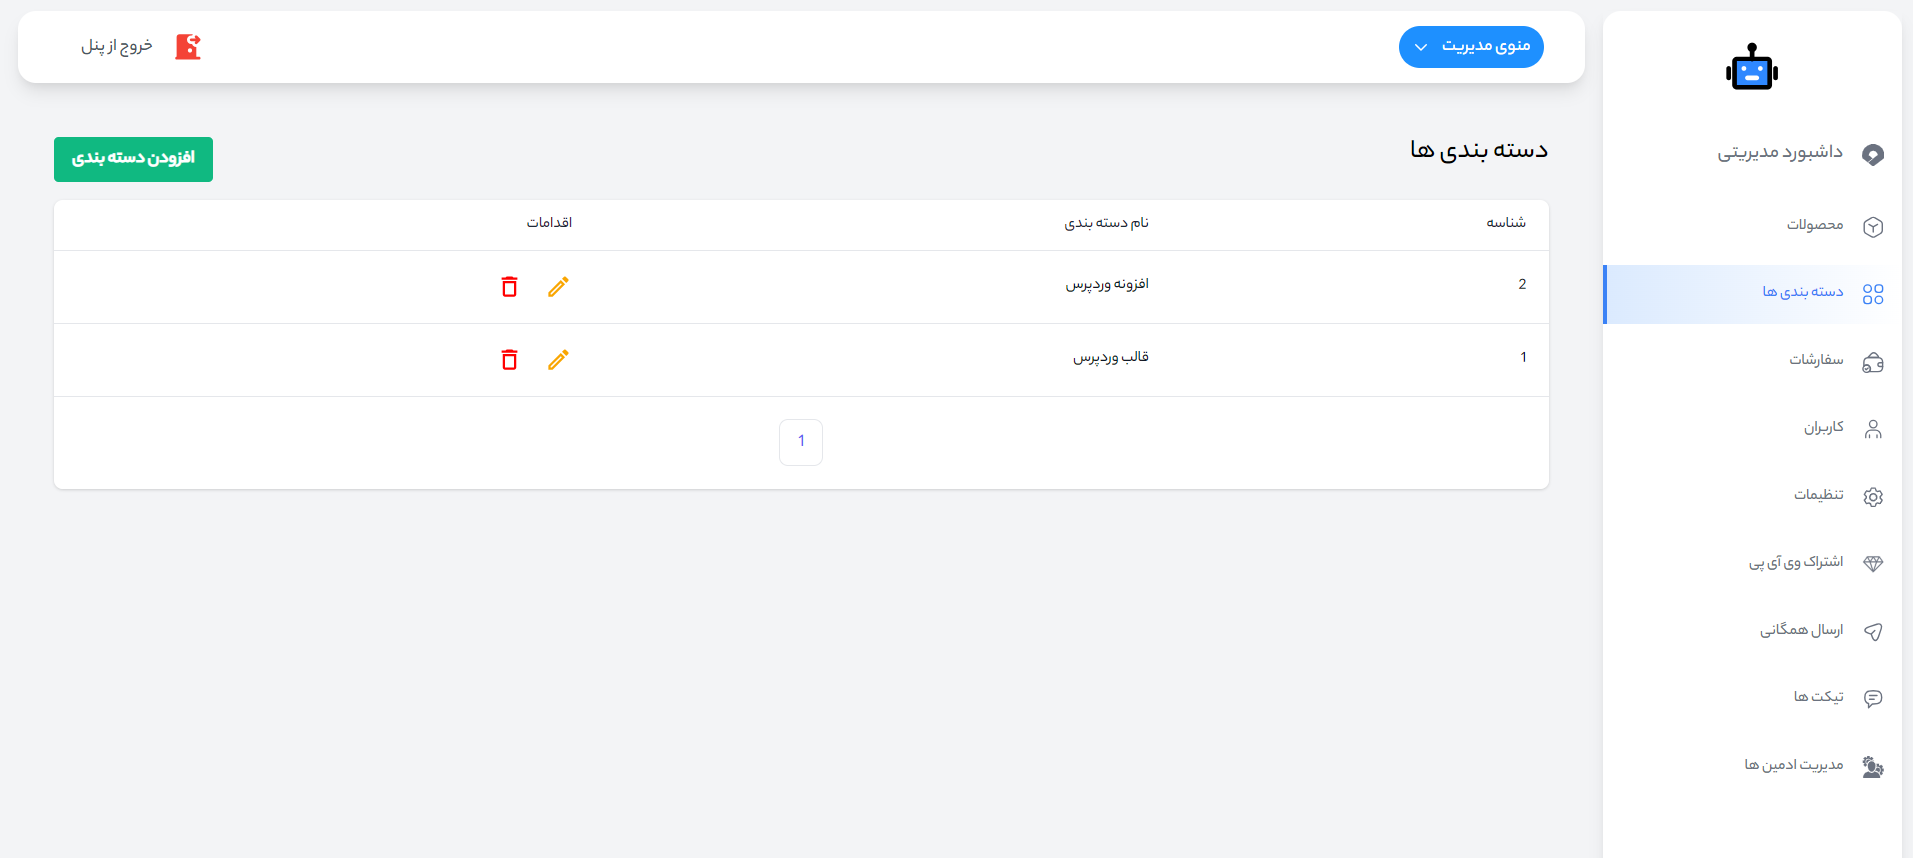 منوی مدیریت
خروج از پنل
داشبورد مدیریتی
محصولات
دسته بندی ها
سفارشات
کاربران
تنظیمات
اشتراک وی آی پی
ارسال همگانی
تیکت ها
مدیریت ادمین ها
دسته بندی ها
افزودن دسته بندی
شناسه نام دسته بندی اقدامات
2 افزونه وردپرس
1 قالب وردپرس
1